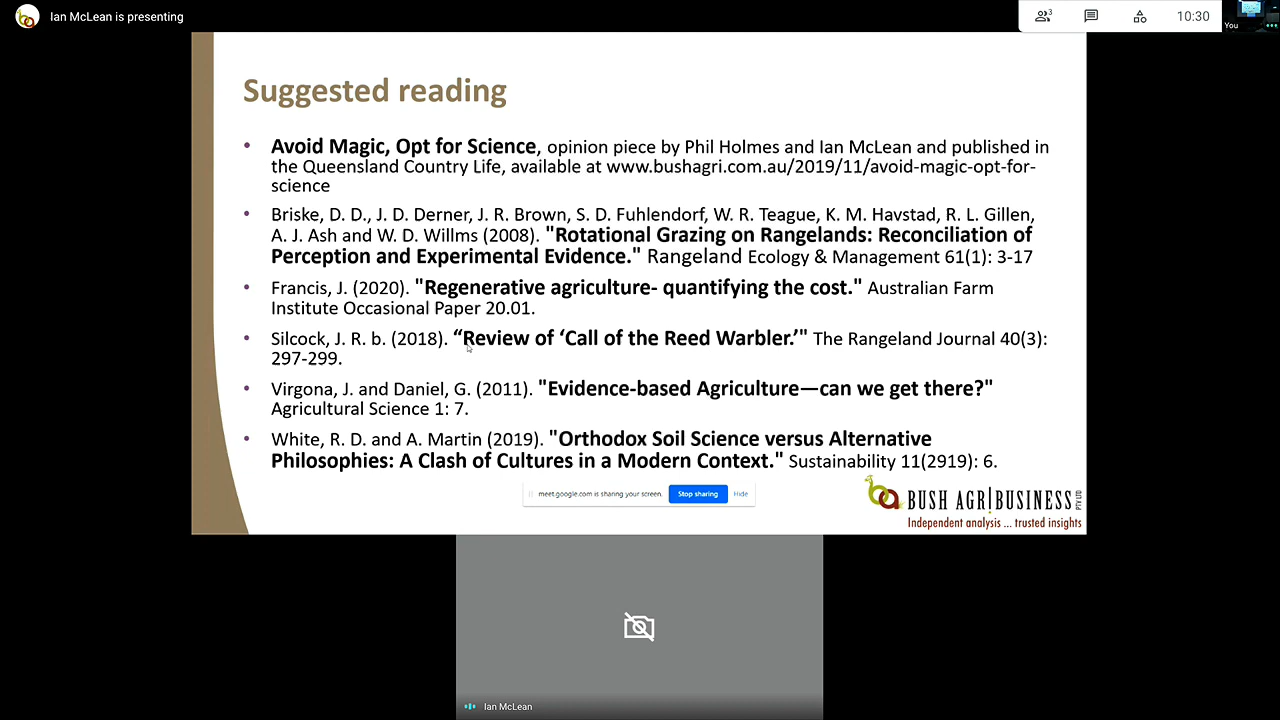 Ian McLean is presenting
3
10:30
You
Suggested reading
• Avoid Magic, Opt for Science, opinion piece by Phil Holmes and Ian McLean and published in
the Queensland Country Life, available at www.bushagri.com.au/2019/11/avoid-magic-opt-for-
science
• Briske, D. D., J. D. Derner, J. R. Brown, S. D. Fuhlendorf, W. R. Teague, K. M. Havstad, R. L. Gillen,
A. J. Ash and W. D. Willms (2008). "Rotational Grazing on Rangelands: Reconciliation of
Perception and Experimental Evidence." Rangeland Ecology & Management 61(1): 3-17
• Francis, J. (2020). "Regenerative agriculture- quantifying the cost." Australian Farm
Institute Occasional Paper 20.01.
• Silcock, J. R. b. (2018). “Review of ‘Call of the Reed Warbler.’" The Rangeland Journal 40(3):
297-299.
• Virgona, J. and Daniel, G. (2011). "Evidence-based Agriculture—can we get there?"
Agricultural Science 1: 7.
• White, R. D. and A. Martin (2019). "Orthodox Soil Science versus Alternative
Philosophies: A Clash of Cultures in a Modern Context." Sustainability 11(2919): 6.
meet.google.com is sharing your screen. Stop sharing Hide
BUSH AGRIBUSINESS PTY LTD
Independent analysis ... trusted insights
Ian McLean